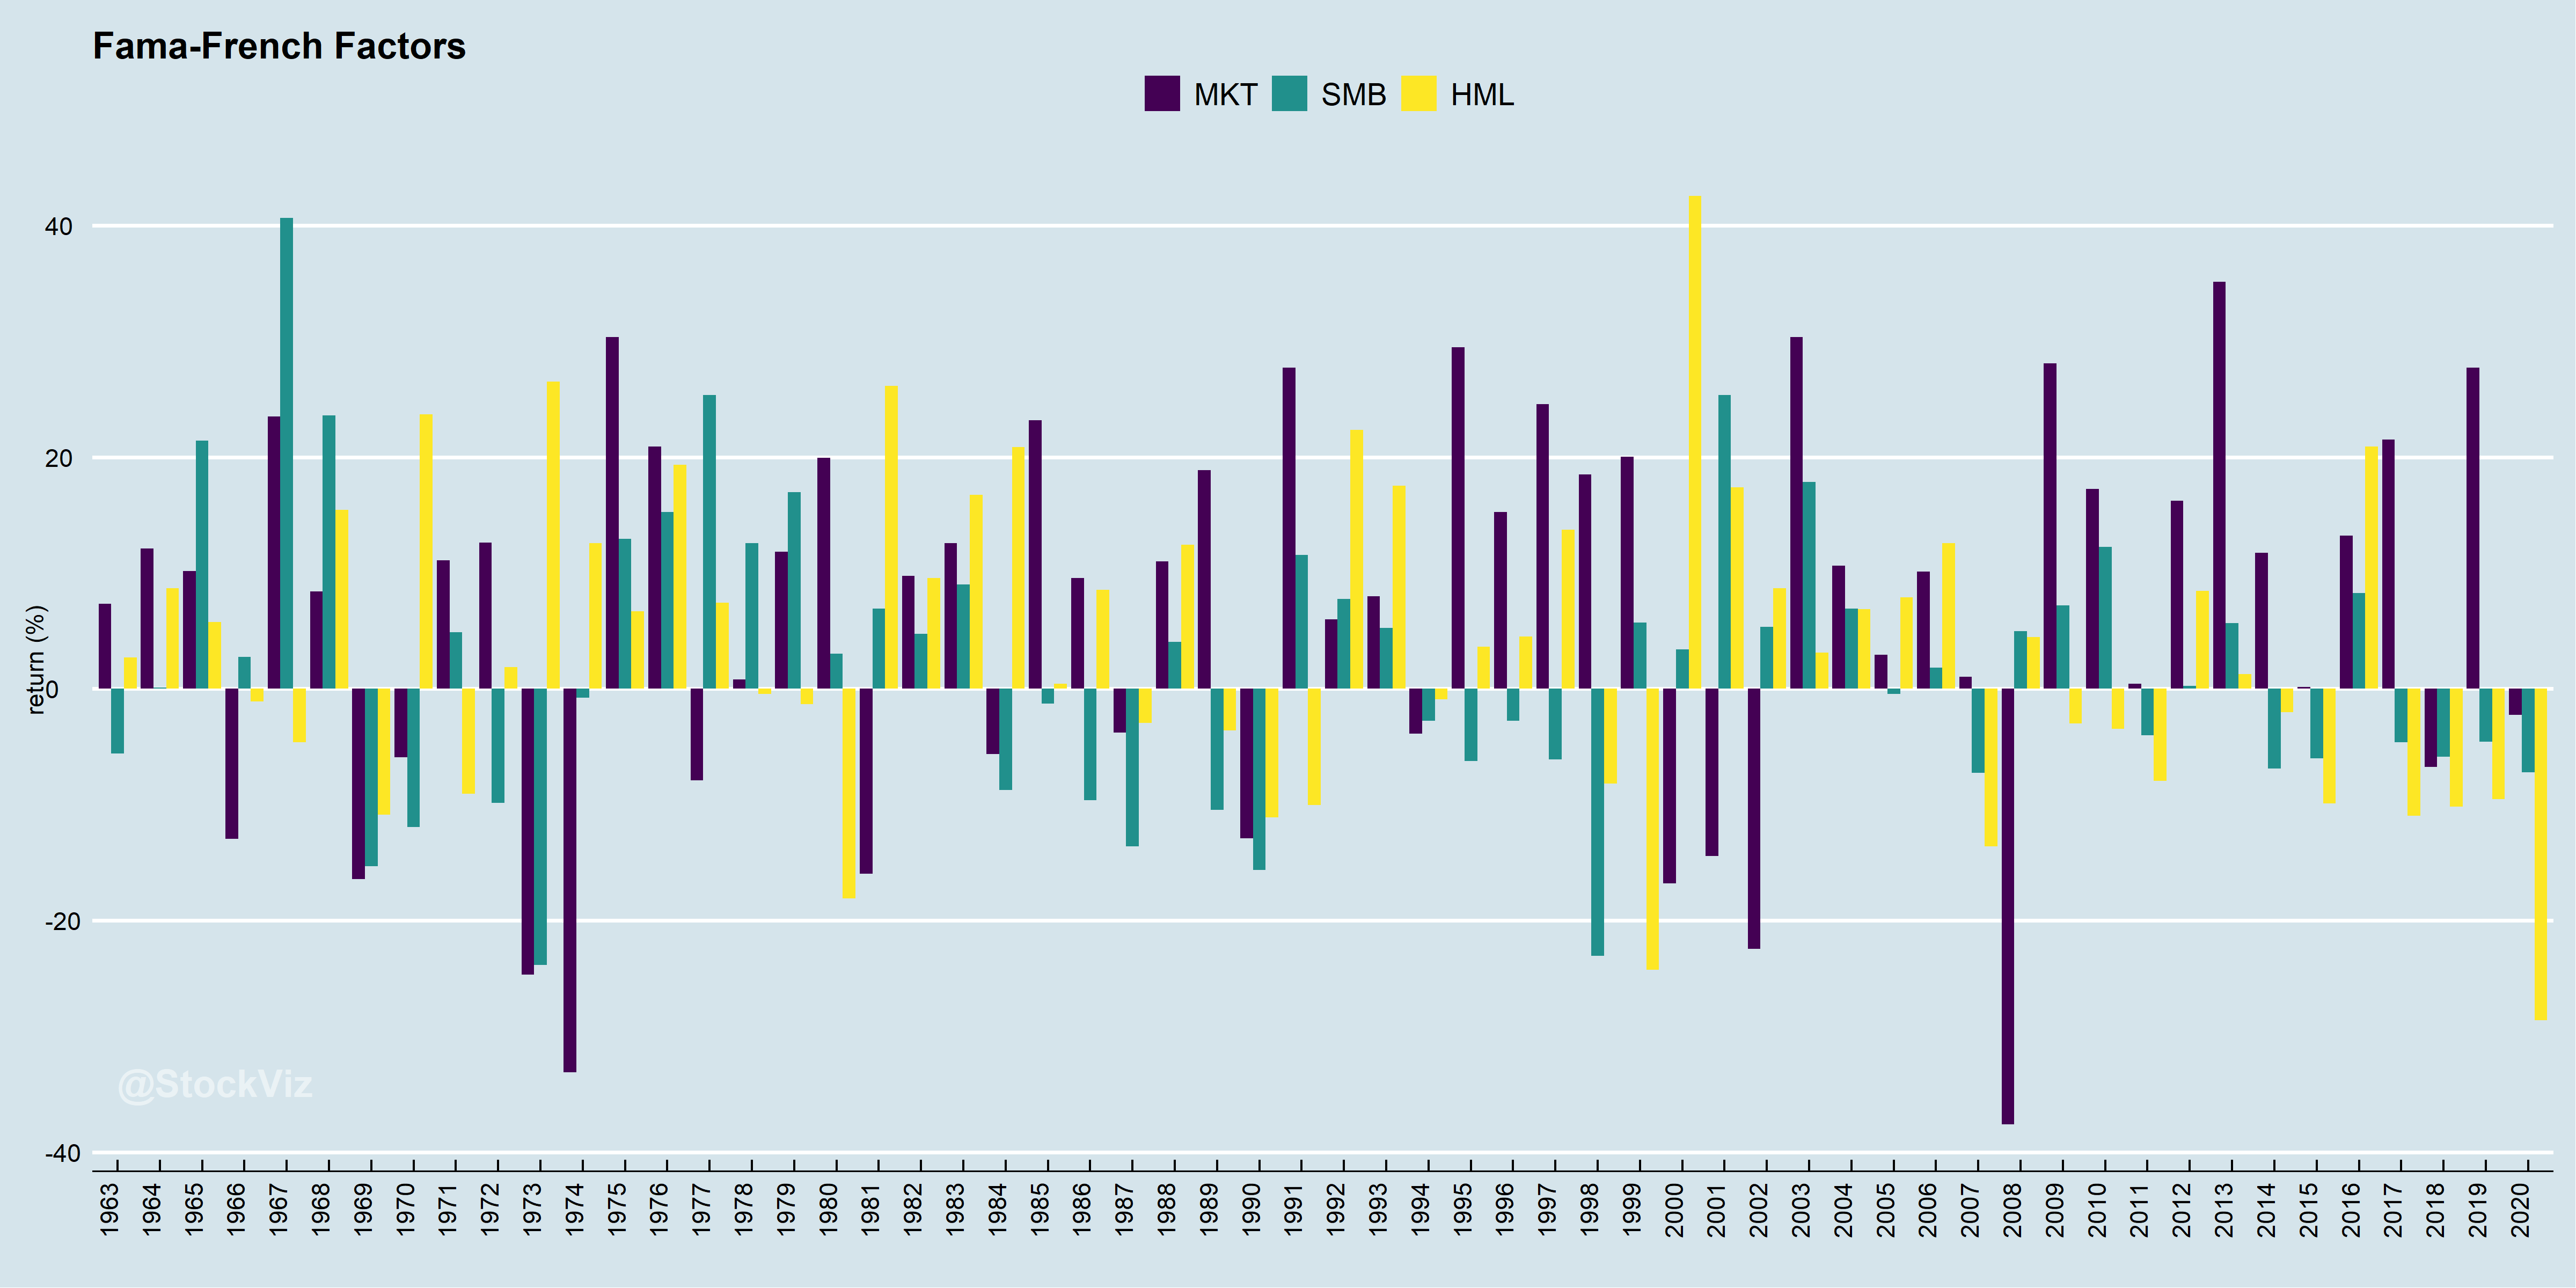 Fama-French Factors
MKT SMB HML
40
20
0
-20
-40
return (%)
@StockViz
1963 1964 1965 1966 1967 1968 1969 1970 1971 1972 1973 1974 1975 1976 1977 1978 1979 1980 1981 1982 1983 1984 1985 1986 1987 1988 1989 1990 1991 1992 1993 1994 1995 1996 1997 1998 1999 2000 2001 2002 2003 2004 2005 2006 2007 2008 2009 2010 2011 2012 2013 2014 2015 2016 2017 2018 2019 2020